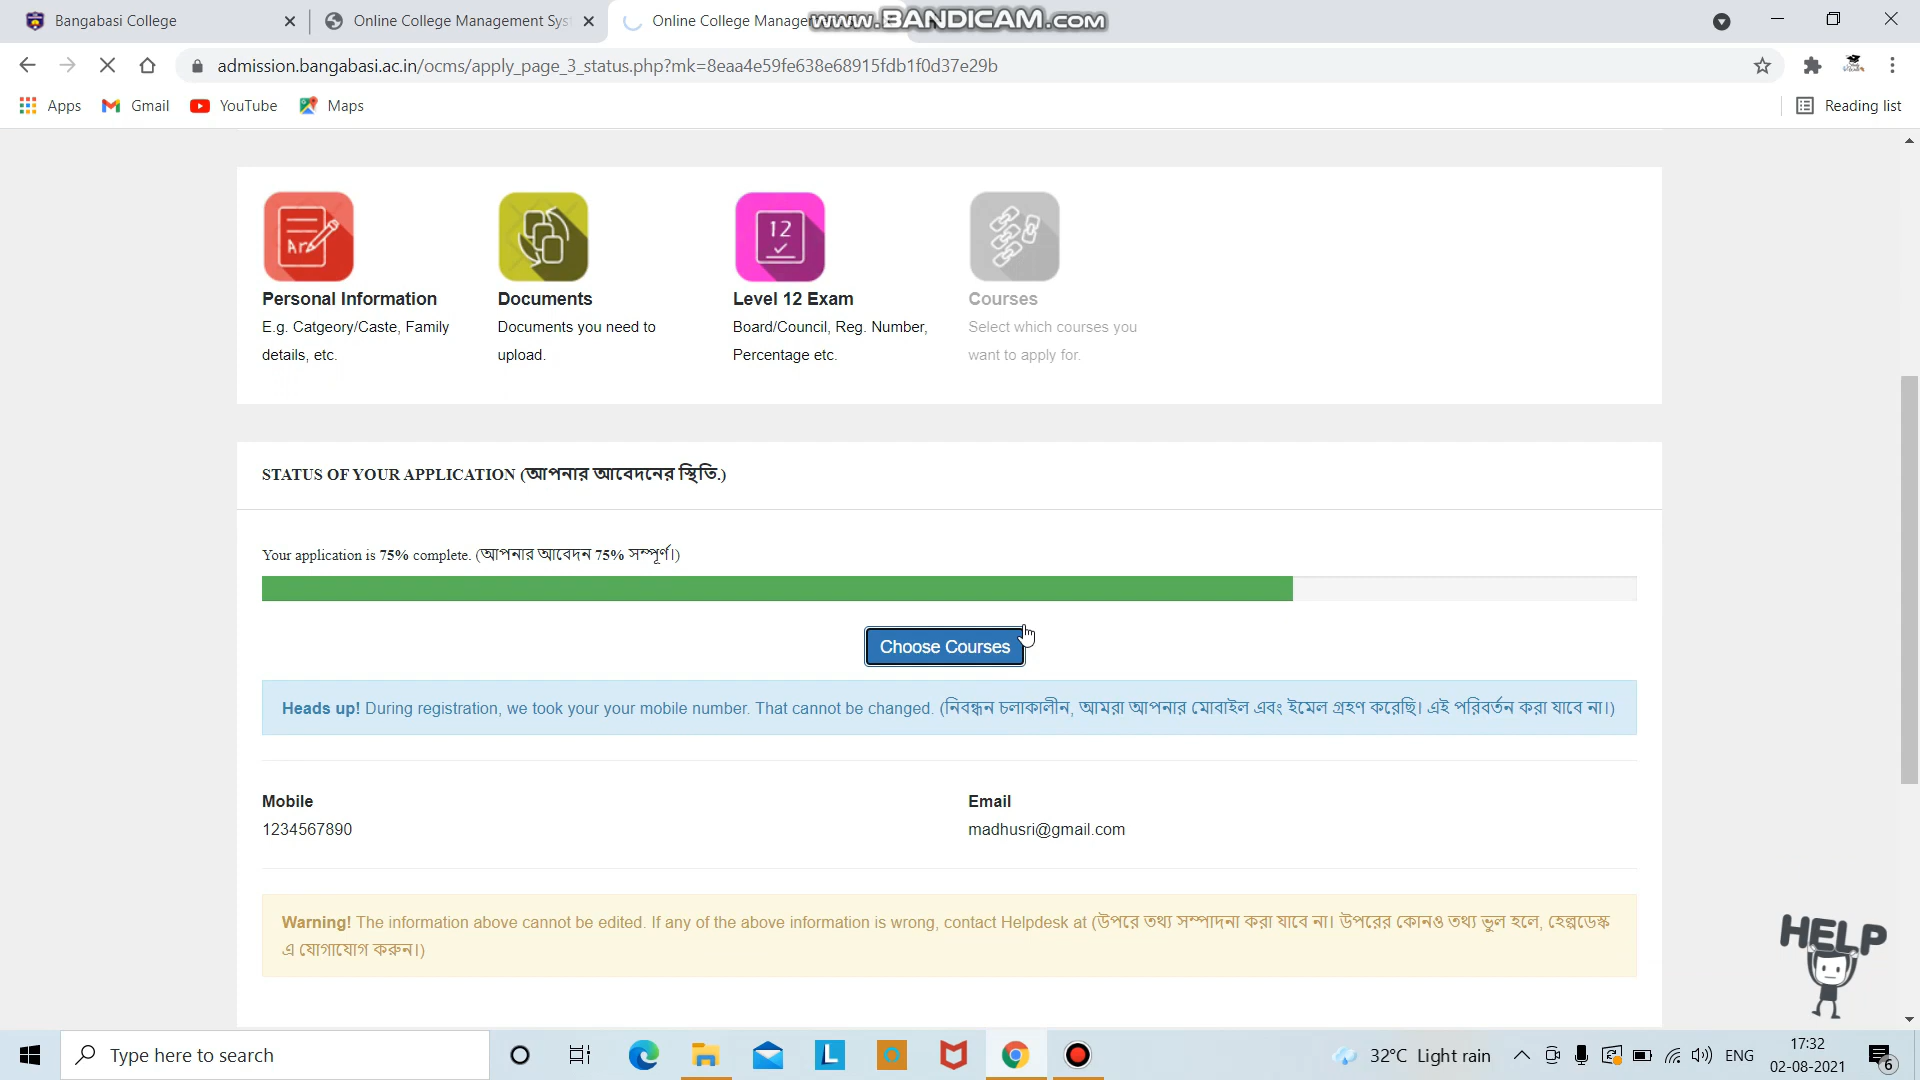 Bangabasi College
Online College Management Syst
Online College Manage
www.BANDICAM.com
admission.bangabasi.ac.in/ocms/apply_page_3_status.php?mk=8eaa4e59fe638e68915fdb1f0d37e29b
Apps
Gmail
YouTube
Maps
Reading list
12
Personal Information
E.g. Catgeory/Caste, Family
details, etc.
Documents
Documents you need to
upload.
Level 12 Exam
Board/Council, Reg. Number,
Percentage etc.
Courses
Select which courses you
want to apply for.
STATUS OF YOUR APPLICATION (আপনার আবেদনের স্থিতি.)
Your application is 75% complete. (আপনার আবেদন 75% সম্পূর্ণ।)
Choose Courses
Heads up! During registration, we took your your mobile number. That cannot be changed. (নিবন্ধন চলাকালীন, আমরা আপনার মোবাইল এবং ইমেল গ্রহণ করেছি। এই পরিবর্তন করা যাবে না।)
Mobile
1234567890
Email
madhusri@gmail.com
Warning! The information above cannot be edited. If any of the above information is wrong, contact Helpdesk at (উপরে তথ্য সম্পাদনা করা যাবে না। উপরের কোনও তথ্য ভুল হলে, হেল্পডেস্ক
এ যোগাযোগ করুন।)
HELP
Type here to search
L
32°C Light rain
ENG
17:32
02-08-2021
6